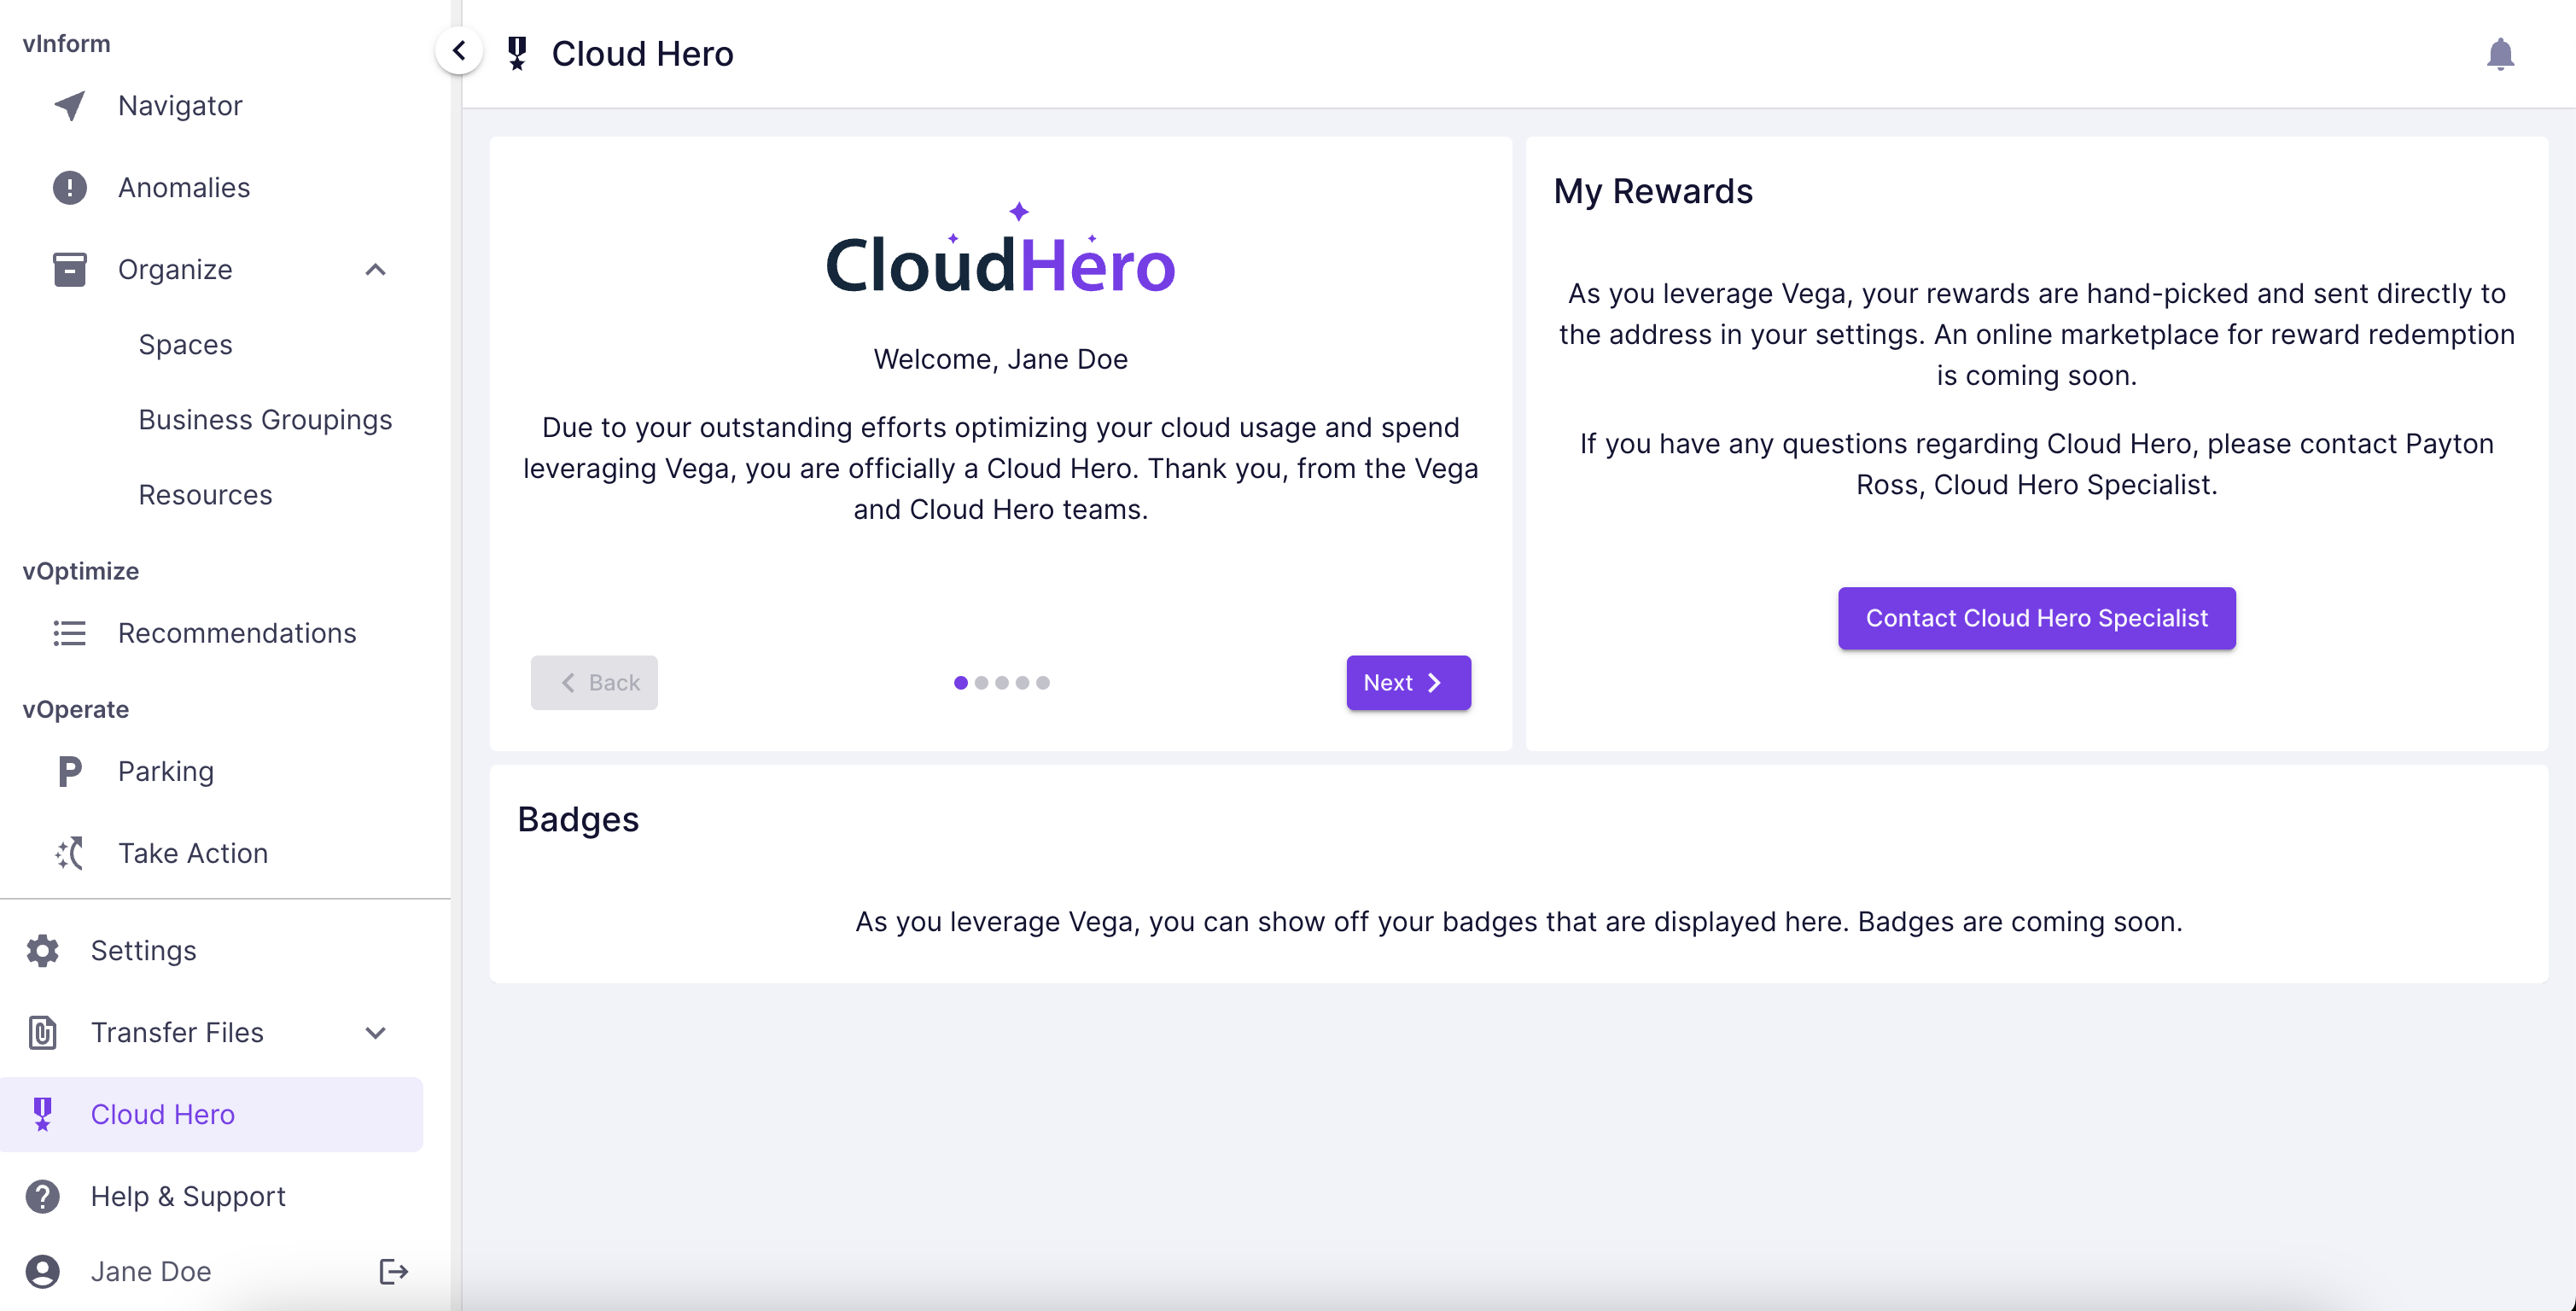 vInform
Navigator
Anomalies
Organize
Spaces
Business Groupings
Resources
vOptimize
Recommendations
vOperate
P
Parking
Take Action
Settings
Transfer Files
Cloud Hero
Help & Support
Jane Doe
Cloud Hero
CloudHero
Welcome, Jane Doe
Due to your outstanding efforts optimizing your cloud usage and spend
leveraging Vega, you are officially a Cloud Hero. Thank you, from the Vega
and Cloud Hero teams.
Back
Next
My Rewards
As you leverage Vega, your rewards are hand-picked and sent directly to
the address in your settings. An online marketplace for reward redemption
is coming soon.
If you have any questions regarding Cloud Hero, please contact Payton
Ross, Cloud Hero Specialist.
Contact Cloud Hero Specialist
Badges
As you leverage Vega, you can show off your badges that are displayed here. Badges are coming soon.